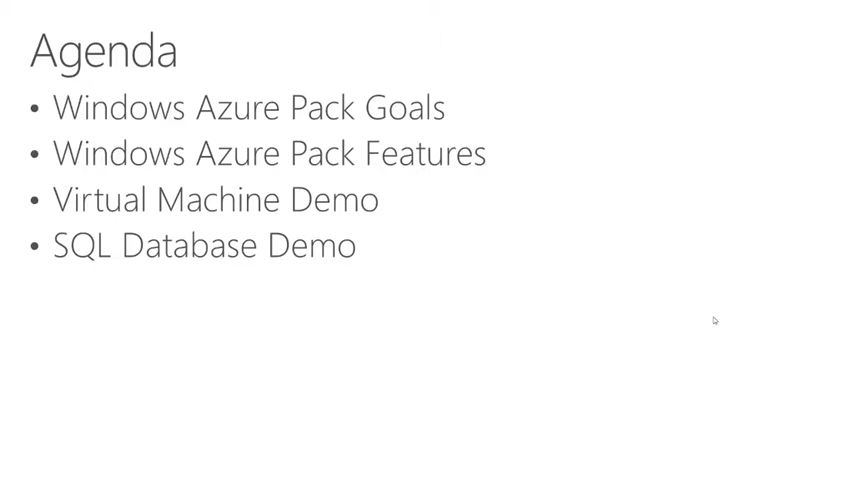 Agenda
• Windows Azure Pack Goals
• Windows Azure Pack Features
• Virtual Machine Demo
• SQL Database Demo